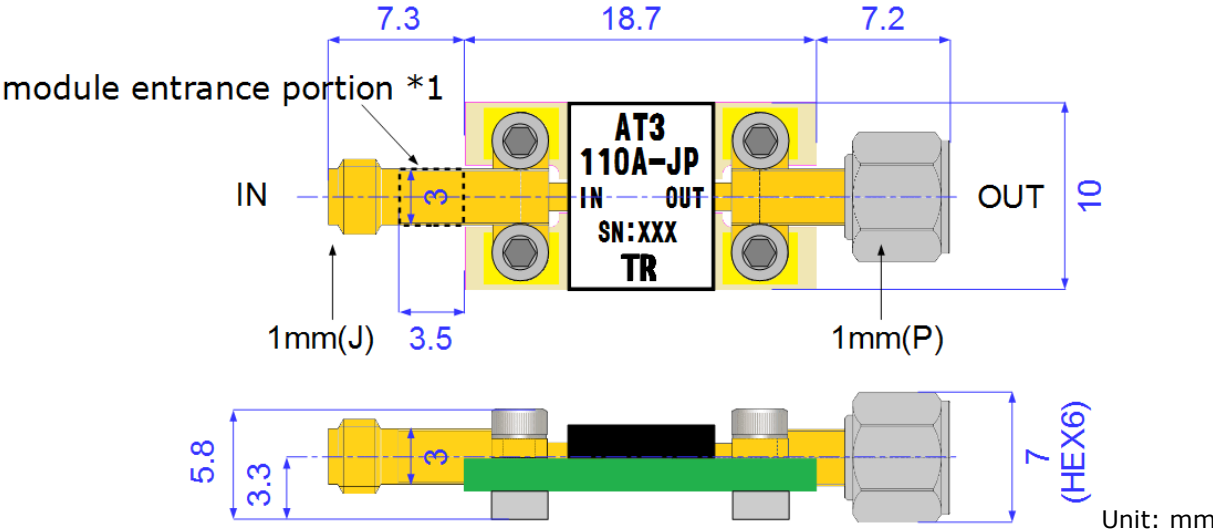 7.3 18.7 7.2
module entrance portion *1
AT3
110A-JP
IN OUT
SN:XXX
TR
IN
3
OUT
10
1mm(J)
3.5
1mm(P)
5.8
3.3
3
7
(HEX6)
Unit: mm